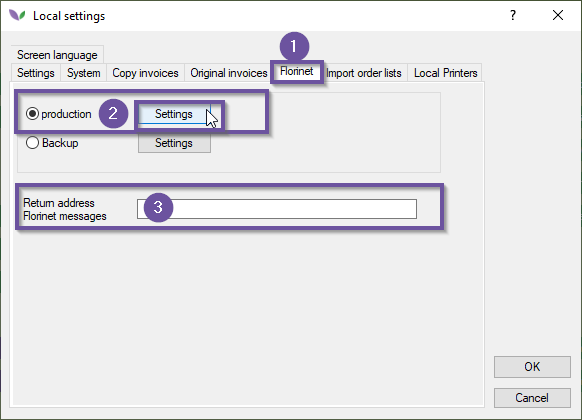 Local settings
?
1
Screen language
Settings System Copy invoices Original invoices Florinet Import order lists Local Printers
production 2 Settings
Backup Settings
Return address
Florinet messages
3
OK
Cancel